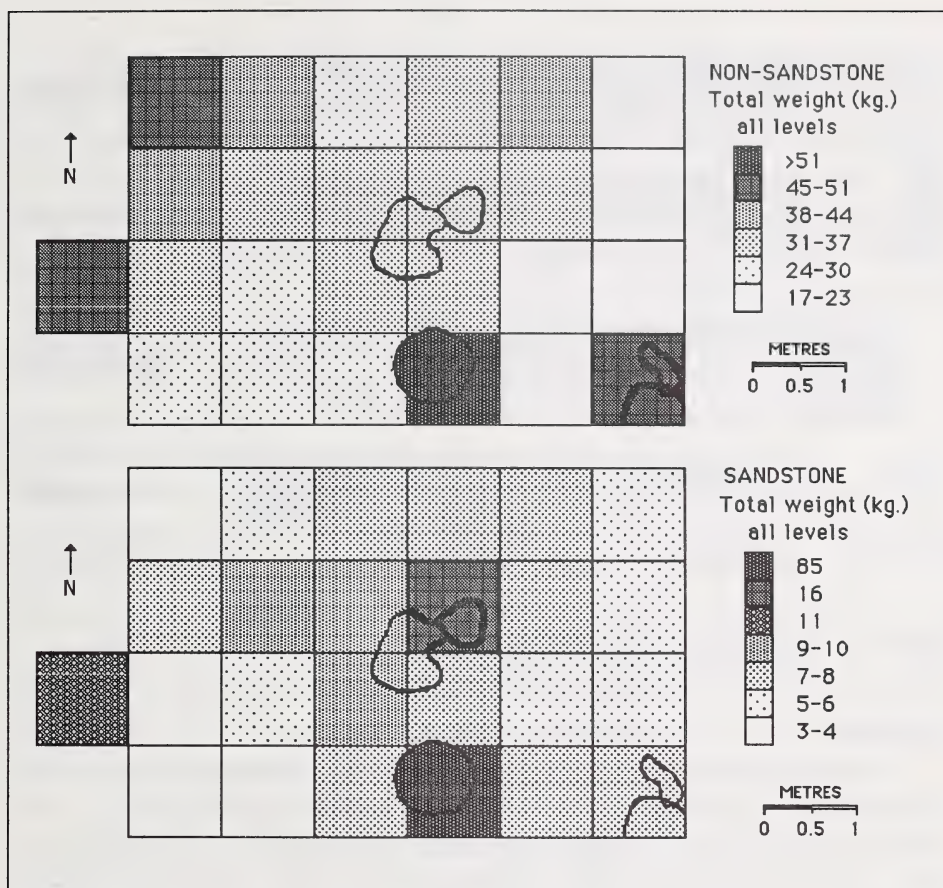 NON-SANDSTONE
Total weight (kg.)
all levels
>51
45-51
38-44
31-37
24-30
17-23
N
METRES
0 0.5 1
SANDSTONE
Total weight (kg.)
all levels
85
16
11
9-10
7-8
5-6
3-4
N
METRES
0 0.5 1